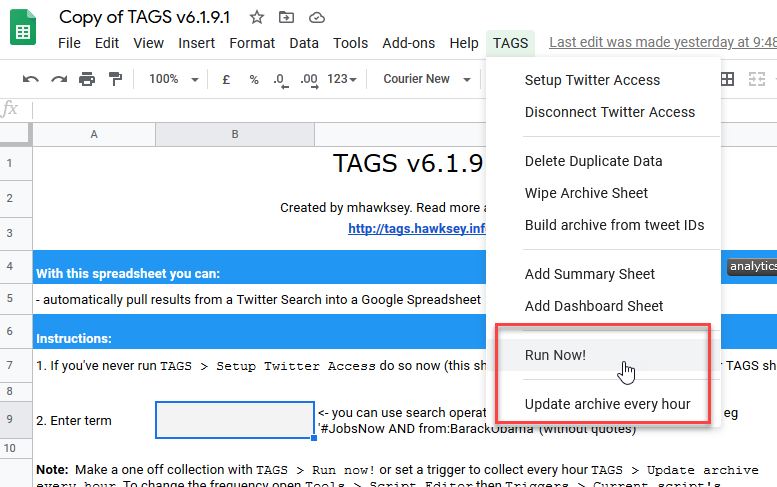 Copy of TAGS v6.1.9.1
File Edit View Insert Format Data Tools Add-ons Help TAGS Last edit was made yesterday at 9:48
100% £ % .0 .00 123 Courier New
fx
A B
1 TAGS v6.1.9
2 Created by mhawksey. Read more a
3 http://tags.hawksey.inf
4 With this spreadsheet you can: analytics
5 - automatically pull results from a Twitter Search into a Google Spreadsheet
6 Instructions:
7 1. If you've never run TAGS > Setup Twitter Access do so now (this sh TAGS sh
8
9 2. Enter term <- you can use search operat eg
'#JobsNow AND from:BarackObama' (without quotes)
10
Note: Make a one off collection with TAGS > Run now! or set a trigger to collect every hour TAGS > Update archive
every hour. To change the frequency open Tools > Script Editor then Triggers > Current script's
Setup Twitter Access
Disconnect Twitter Access
Delete Duplicate Data
Wipe Archive Sheet
Build archive from tweet IDs
Add Summary Sheet
Add Dashboard Sheet
Run Now!
Update archive every hour